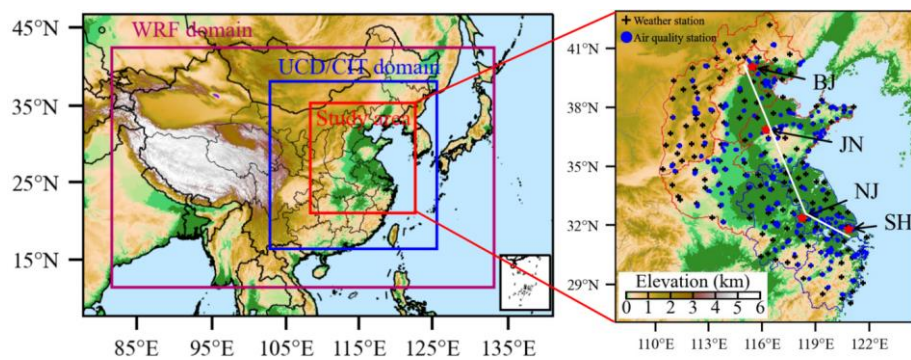 WRF domain
UCD/CIT domain
Study area
45°N
35°N
25°N
15°N
85°E
95°E
105°E
115°E
125°E
135°E
Weather station
Air quality station
BJ
JN
NJ
SH
41°N
38°N
35°N
32°N
29°N
Elevation (km)
0 1 2 3 4 5 6
110°E
113°E
116°E
119°E
122°E